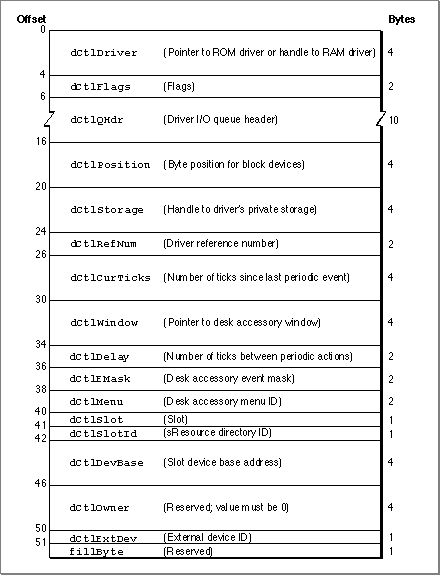 Offset Bytes
0
dCtlDriver (Pointer to ROM driver or handle to RAM driver) 4
4
dCtlFlags (Flags) 2
6
dCtlQHdr (Driver I/O queue header) 10
16
dCtlPosition (Byte position for block devices) 4
20
dCtlStorage (Handle to driver's private storage) 4
24
dCtlRefNum (Driver reference number) 2
26
dCtlCurTicks (Number of ticks since last periodic event) 4
30
dCtlWindow (Pointer to desk accessory window) 4
34
dCtlDelay (Number of ticks between periodic actions) 2
36
dCtlEMask (Desk accessory event mask) 2
38
dCtlMenu (Desk accessory menu ID) 2
40
dCtlSlot (Slot) 1
41
dCtlSlotId (sResource directory ID) 1
42
dCtlDevBase (Slot device base address) 4
46
dCtlOwner (Reserved; value must be 0) 4
50
dCtlExtDev (External device ID) 1
51
fillByte (Reserved) 1